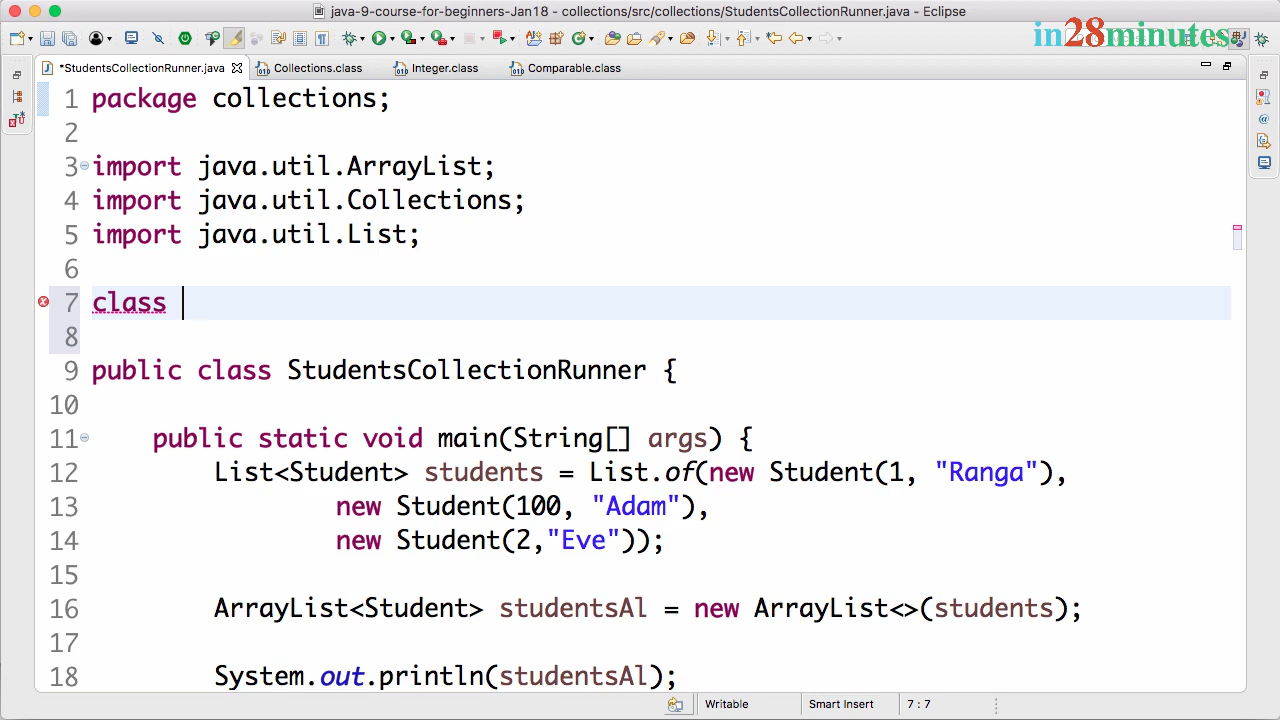 java-9-course-for-beginners-Jan18 - collections/src/collections/StudentsCollectionRunner.java - Eclipse
in28minutes
*StudentsCollectionRunner.java
Collections.class
Integer.class
Comparable.class
1 package collections;
2
3 import java.util.ArrayList;
4 import java.util.Collections;
5 import java.util.List;
6
7 class
8
9 public class StudentsCollectionRunner {
10
11 public static void main(String[] args) {
12 List<Student> students = List.of(new Student(1, "Ranga"),
13 new Student(100, "Adam"),
14 new Student(2,"Eve"));
15
16 ArrayList<Student> studentsAl = new ArrayList<>(students);
17
18 System.out.println(studentsAl);
Writable
Smart Insert
7 : 7